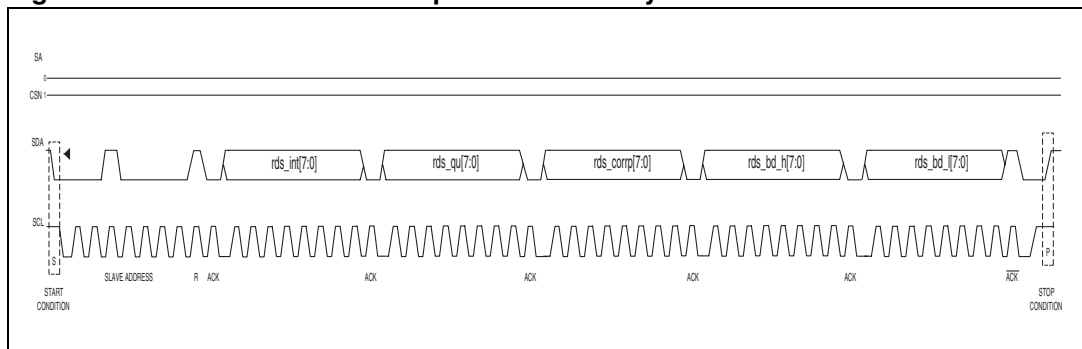 SA
0
CSN 1
SDA
rds_int[7:0] rds_qu[7:0] rds_corrp[7:0] rds_bd_h[7:0] rds_bd_l[7:0]
SCL
S P
SLAVE ADDRESS R ACK ACK ACK ACK ACK ACK
START CONDITION
STOP CONDITION